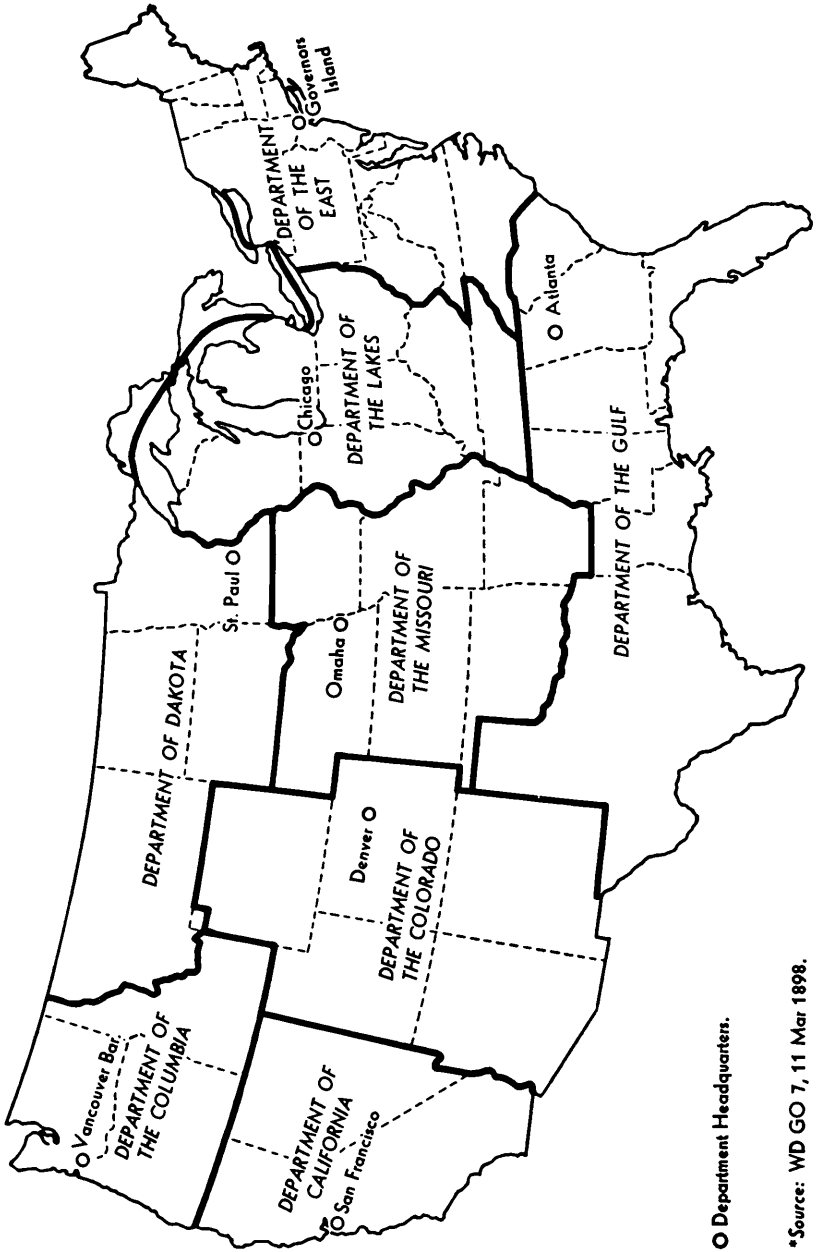 Vancouver Bar.
DEPARTMENT OF
THE COLUMBIA
DEPARTMENT OF DAKOTA
St. Paul
DEPARTMENT OF
CALIFORNIA
San Francisco
DEPARTMENT OF
THE COLORADO
Denver
Omaha
DEPARTMENT OF
THE MISSOURI
Chicago
DEPARTMENT OF
THE LAKES
DEPARTMENT
OF THE
EAST
Governors
Island
Atlanta
DEPARTMENT OF THE GULF
Department Headquarters.
*Source: WD GO 7, 11 Mar 1898.